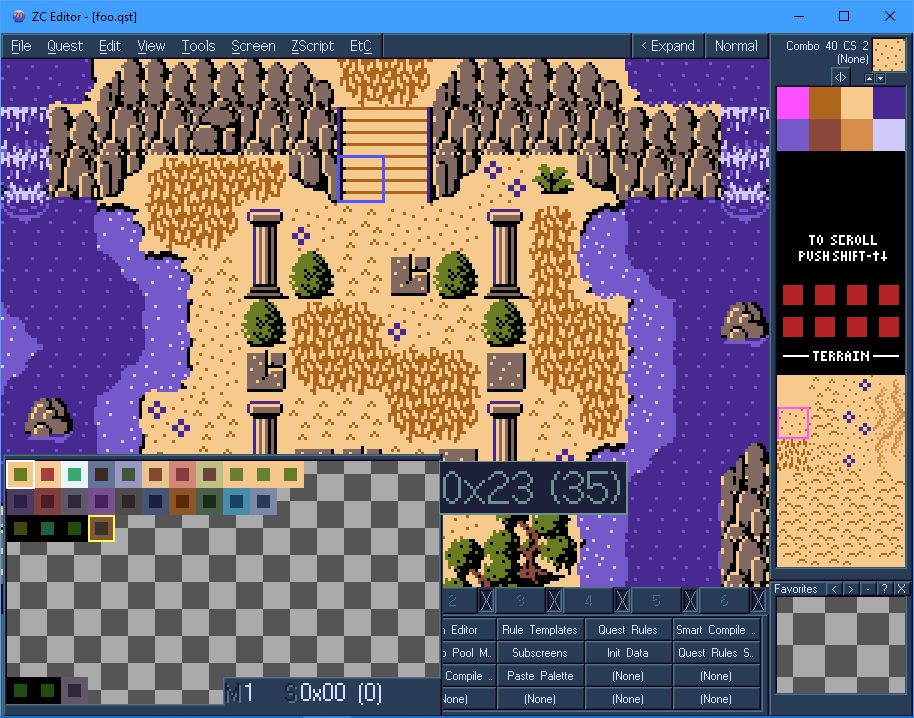 ZC Editor - [foo.qst]
File Quest Edit View Tools Screen ZScript EtC
< Expand Normal
Combo 40 CS 2
(None)
TO SCROLL
PUSH SHIFT-↑↓
TERRAIN
0x23 (35)
2 3 4 5 6
Editor Rule Templates Quest Rules Smart Compile ..
Pool M.. Subscreens Init Data Quest Rules S..
Compile .. Paste Palette (None) (None)
None) (None) (None) (None)
Favorites < > - ? X
M 1 S 0x00 (0)